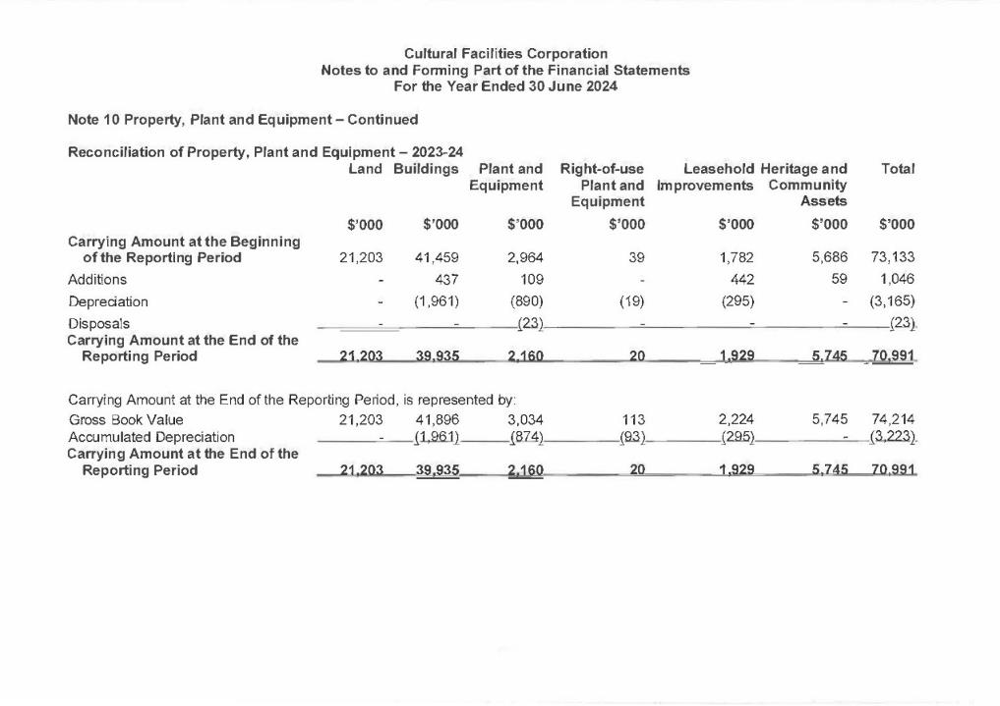 Cultural Facilities Corporation
Notes to and Forming Part of the Financial Statements
For the Year Ended 30 June 2024
Note 10 Property, Plant and Equipment – Continued
Reconciliation of Property, Plant and Equipment – 2023-24
Land Buildings Plant and Right-of-use Leasehold Heritage and Total
Equipment Plant and Improvements Community
Equipment Assets
$'000 $'000 $'000 $'000 $'000 $'000 $'000
Carrying Amount at the Beginning
of the Reporting Period 21,203 41,459 2,964 39 1,782 5,686 73,133
Additions - 437 109 - 442 59 1,046
Depreciation - (1,961) (890) (19) (295) - (3,165)
Disposals - - (23) - - - (23)
Carrying Amount at the End of the
Reporting Period 21,203 39,935 2,160 20 1,929 5,745 70,991
Carrying Amount at the End of the Reporting Period, is represented by:
Gross Book Value 21,203 41,896 3,034 113 2,224 5,745 74,214
Accumulated Depreciation - (1,961) (874) (93) (295) - (3,223)
Carrying Amount at the End of the
Reporting Period 21,203 39,935 2,160 20 1,929 5,745 70,991